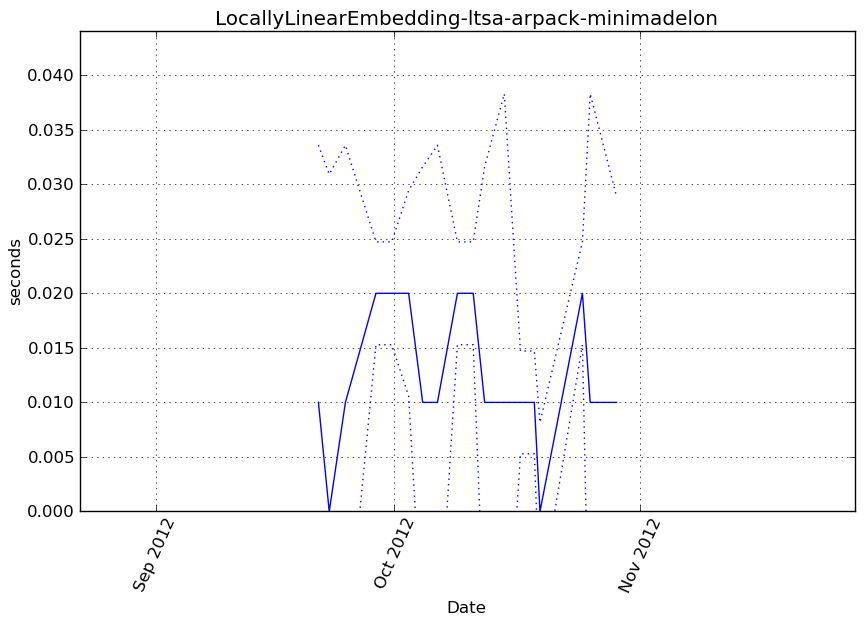 LocallyLinearEmbedding-ltsa-arpack-minimadelon
0.040
0.035
0.030
0.025
0.020
0.015
0.010
0.005
0.000
seconds
Sep 2012
Oct 2012
Nov 2012
Date